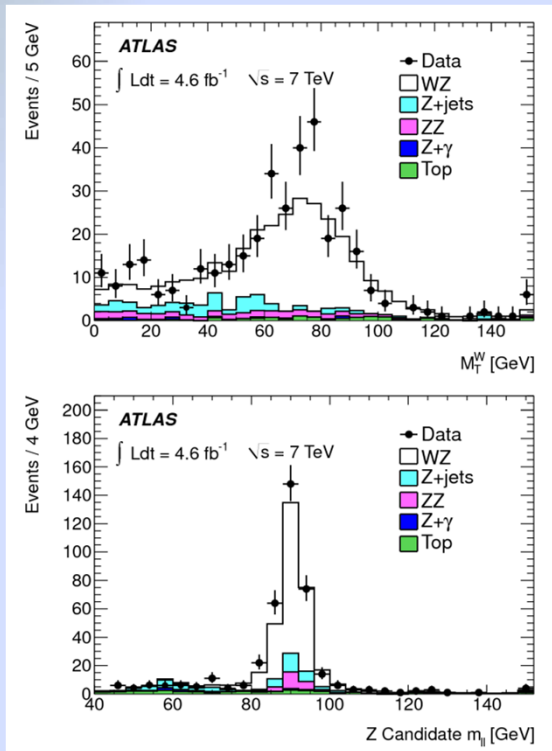 Events / 5 GeV
60
50
40
30
20
10
0
ATLAS
∫ Ldt = 4.6 fb⁻¹ √s = 7 TeV
Data
WZ
Z+jets
ZZ
Z+γ
Top
0 20 40 60 80 100 120 140
M_T^W [GeV]
Events / 4 GeV
200
180
160
140
120
100
80
60
40
20
0
ATLAS
∫ Ldt = 4.6 fb⁻¹ √s = 7 TeV
Data
WZ
Z+jets
ZZ
Z+γ
Top
40 60 80 100 120 140
Z Candidate m_ll [GeV]